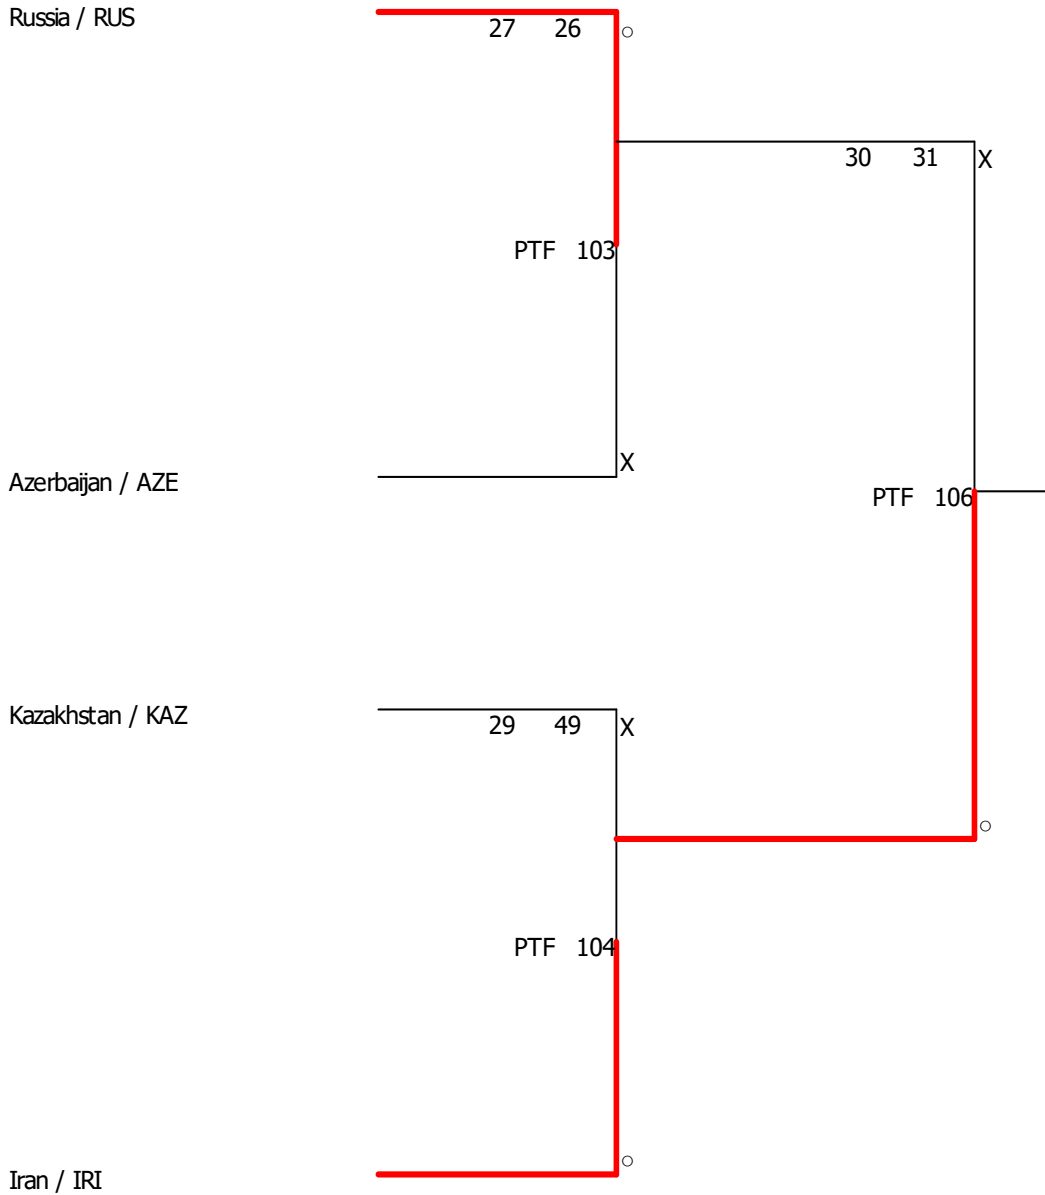 Russia / RUS
27 26
○
30 31
X
PTF 103
X
Azerbaijan / AZE
PTF 106
Kazakhstan / KAZ
29 49
X
○
PTF 104
○
Iran / IRI